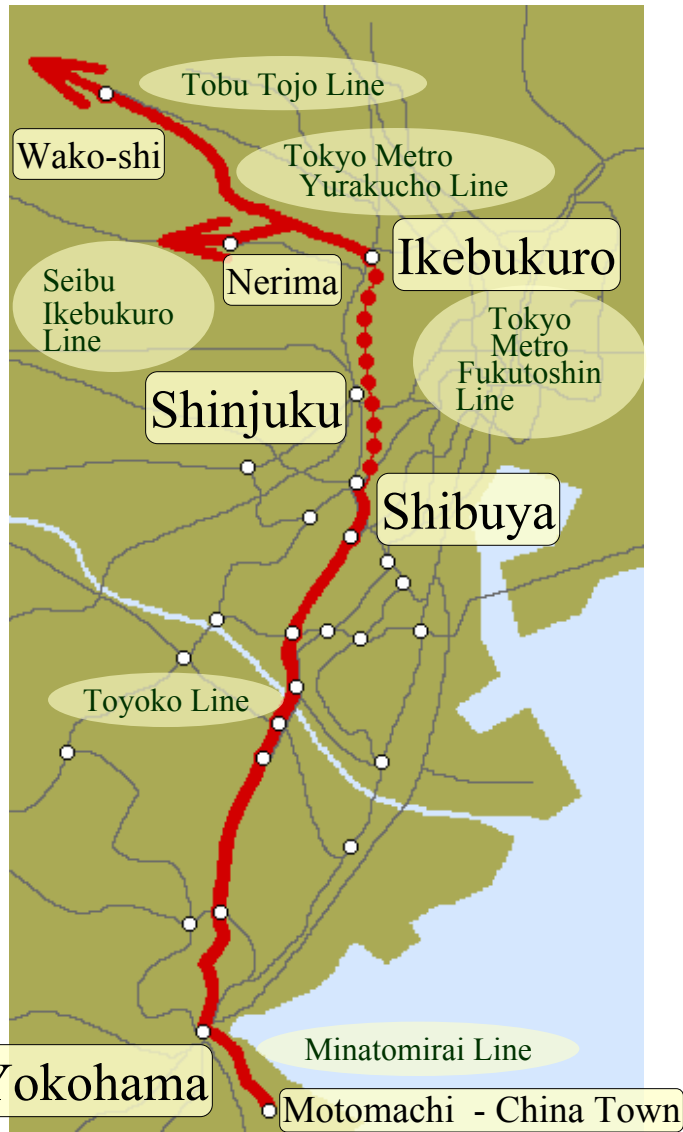 Tobu Tojo Line
Wako-shi
Tokyo Metro
Yurakucho Line
Ikebukuro
Nerima
Seibu
Ikebukuro
Line
Tokyo
Metro
Fukutoshin
Line
Shinjuku
Shibuya
Toyoko Line
Minatomirai Line
Yokohama
Motomachi - China Town